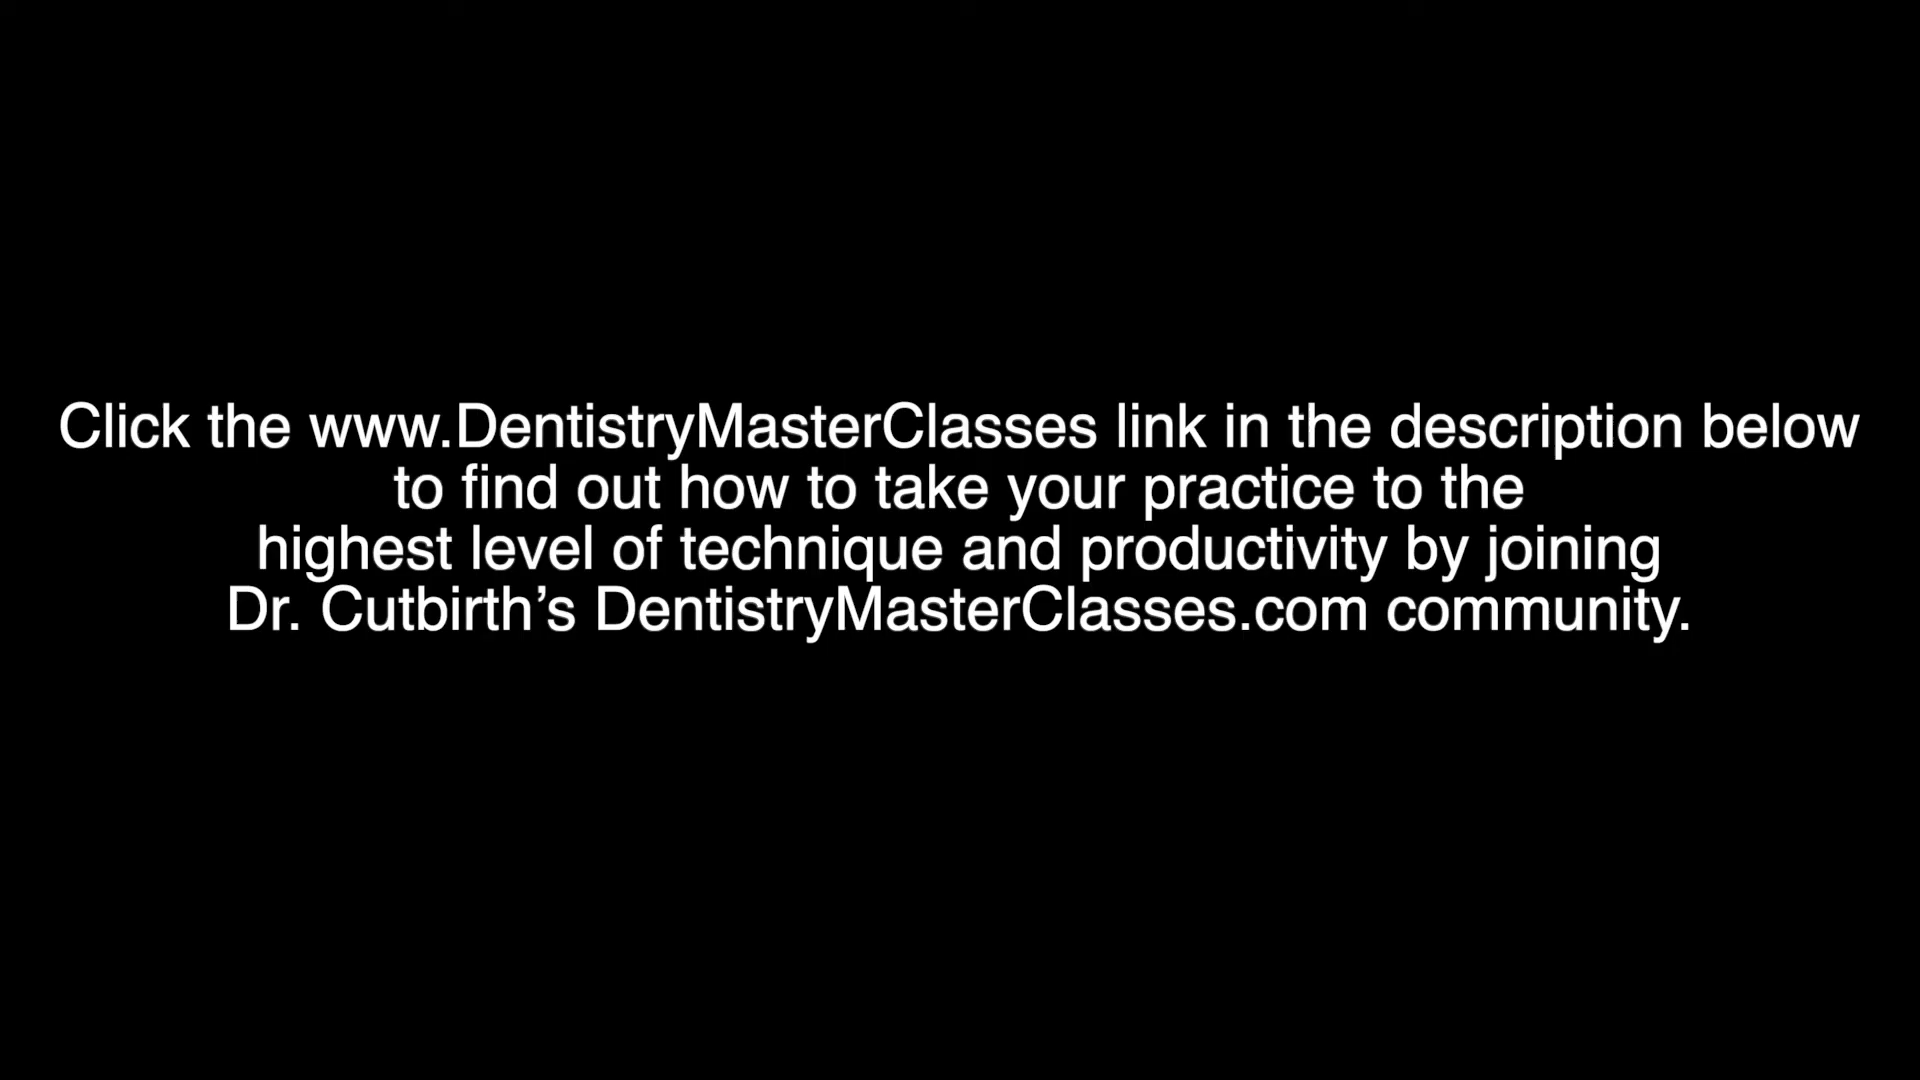 Click the www.DentistryMasterClasses link in the description below
to find out how to take your practice to the
highest level of technique and productivity by joining
Dr. Cutbirth’s DentistryMasterClasses.com community.